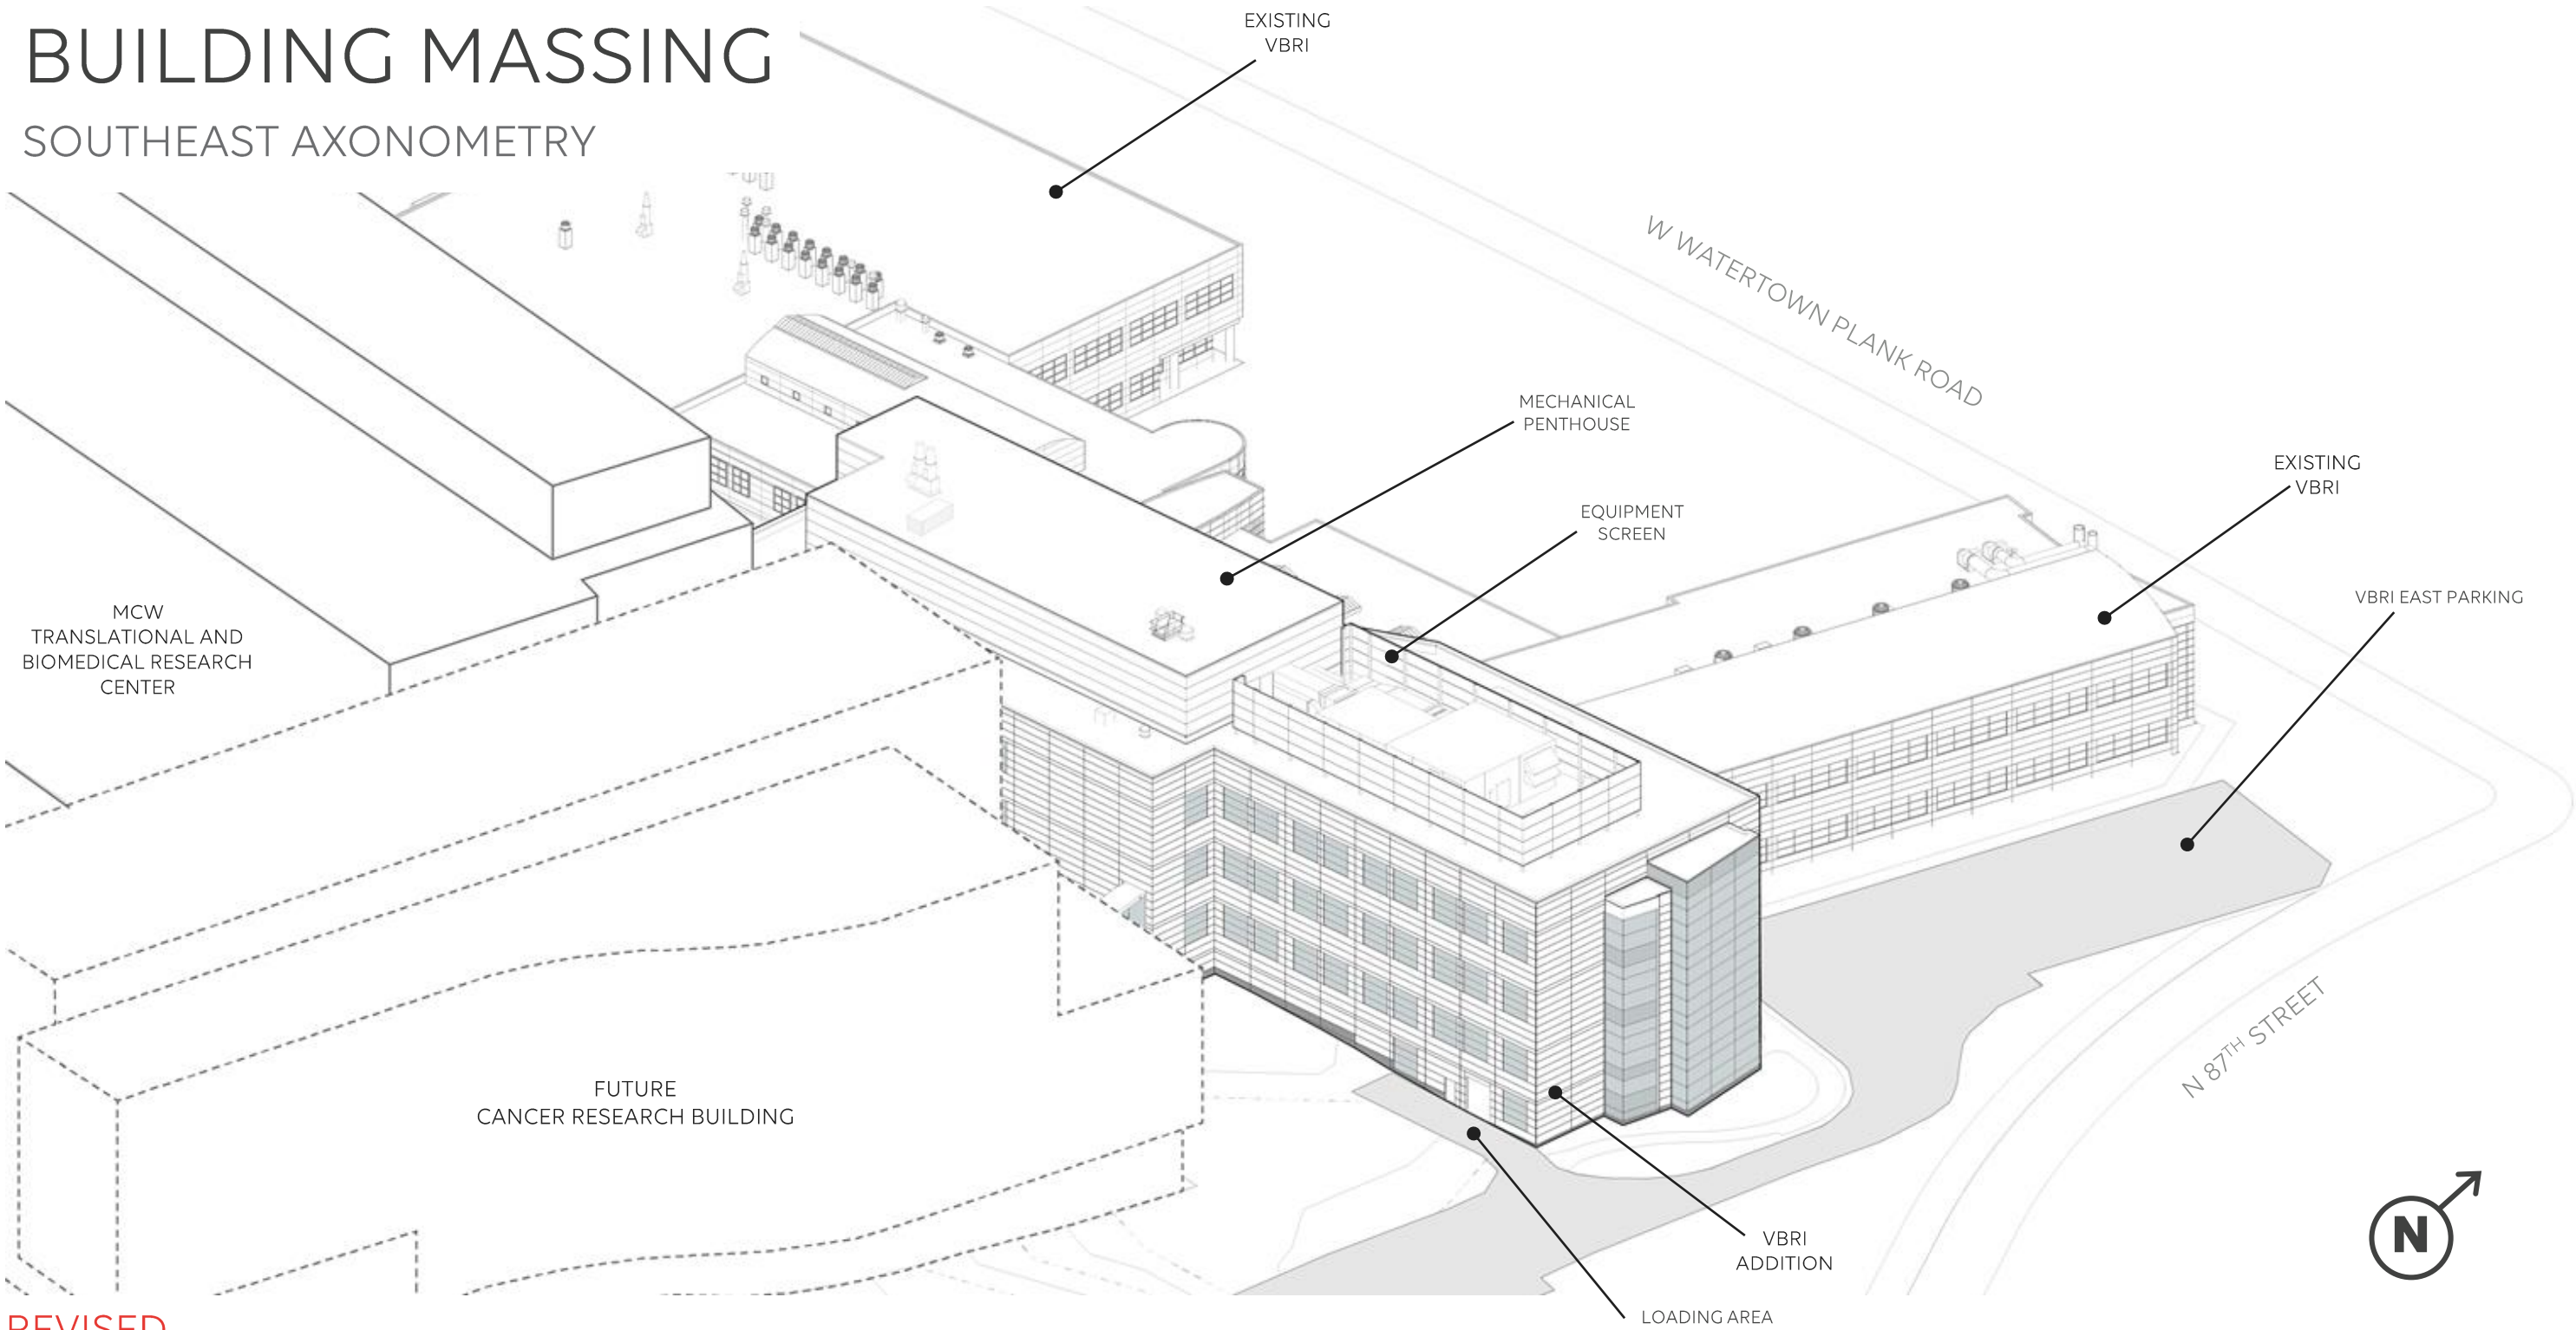 BUILDING MASSING
SOUTHEAST AXONOMETRY
EXISTING
VBRI
W WATERTOWN PLANK ROAD
MECHANICAL
PENTHOUSE
EXISTING
VBRI
EQUIPMENT
SCREEN
VBRI EAST PARKING
MCW
TRANSLATIONAL AND
BIOMEDICAL RESEARCH
CENTER
N 87TH STREET
FUTURE
CANCER RESEARCH BUILDING
VBRI
ADDITION
N
LOADING AREA
REVISED